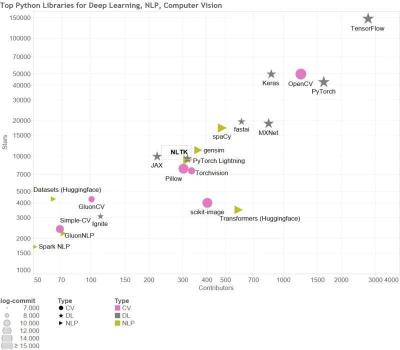 Top Python Libraries for Deep Learning, NLP, Computer Vision
150000
TensorFlow
100000
70000
Keras
50000
OpenCV
40000
PyTorch
30000
20000
fastai
MXNet
15000
spaCy
Stars
10000
NLTK
gensim
JAX
PyTorch Lightning
7000
Pillow
Torchvision
5000
Datasets (Huggingface)
4000
GluonCV
scikit-image
3000
Simple-CV
Ignite
Transformers (Huggingface)
2000
GluonNLP
1500
Spark NLP
1000
50 70 100 150 200 300 400 500 700 1000 1500 2000 3000 4000
Contributors
log-commit
7.000
8.000
10.000
12.000
14.000
≥ 15.000
Type
CV
DL
NLP
Type
CV
DL
NLP